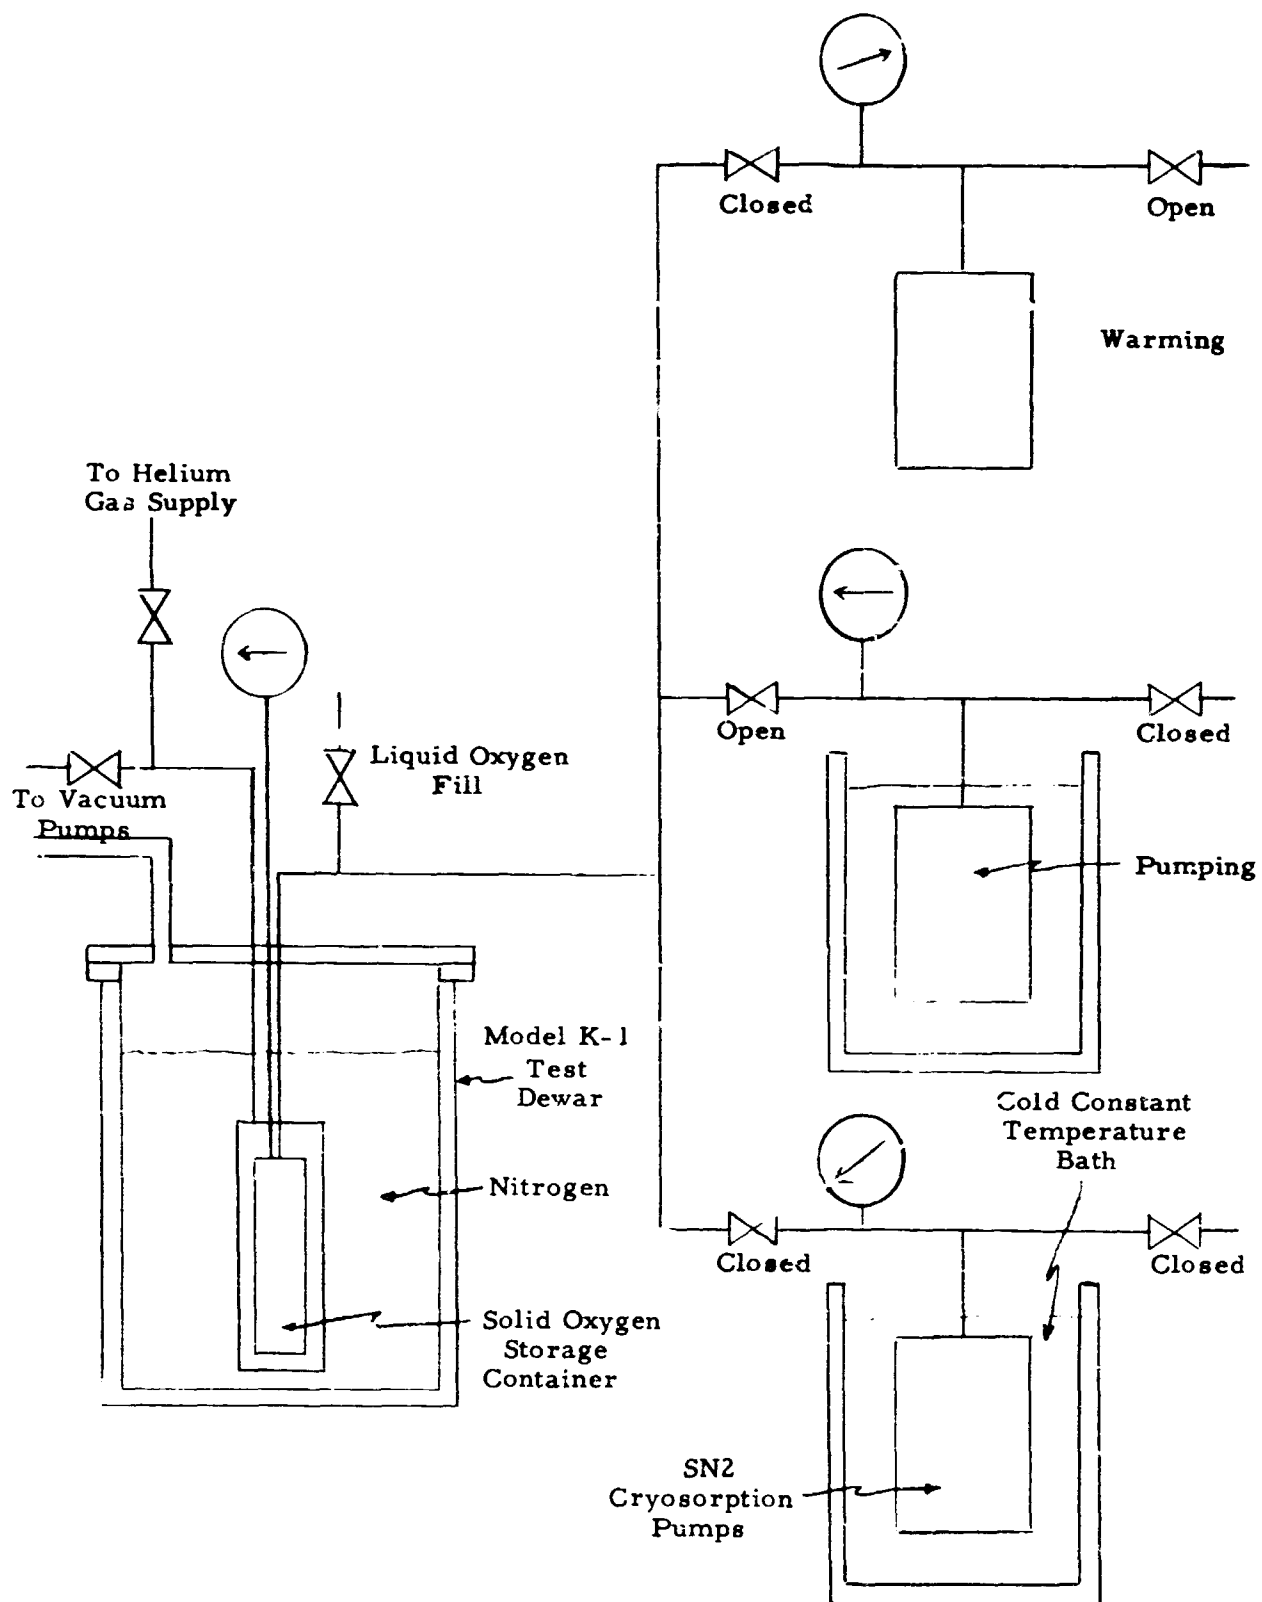 Closed
Open
Warming
To Helium
Gas Supply
Liquid Oxygen
Fill
To Vacuum
Pumps
Open
Closed
Pumping
Model K-1
Test
Dewar
Nitrogen
Solid Oxygen
Storage
Container
Cold Constant
Temperature
Bath
Closed
Closed
SN2
Cryosorption
Pumps